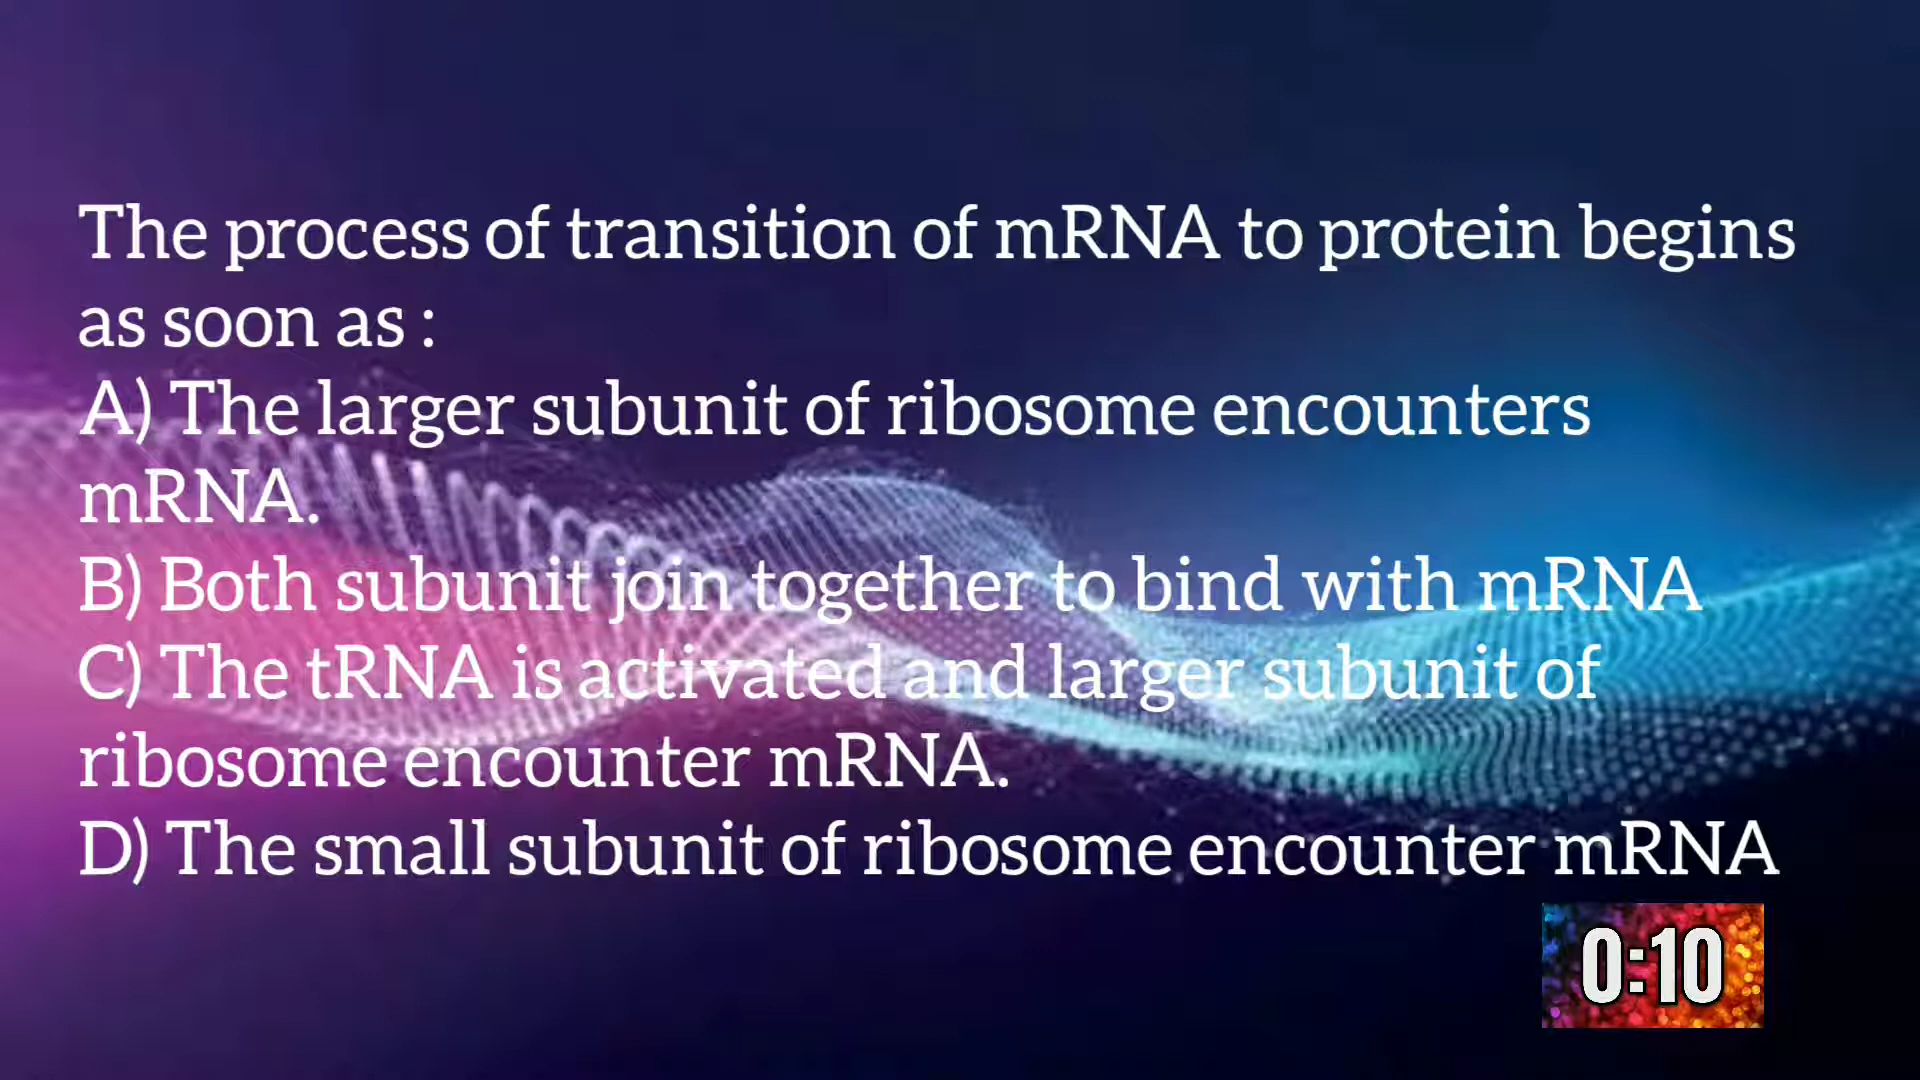 The process of transition of mRNA to protein begins
as soon as :
A) The larger subunit of ribosome encounters
mRNA.
B) Both subunit join together to bind with mRNA
C) The tRNA is activated and larger subunit of
ribosome encounter mRNA.
D) The small subunit of ribosome encounter mRNA
0:10